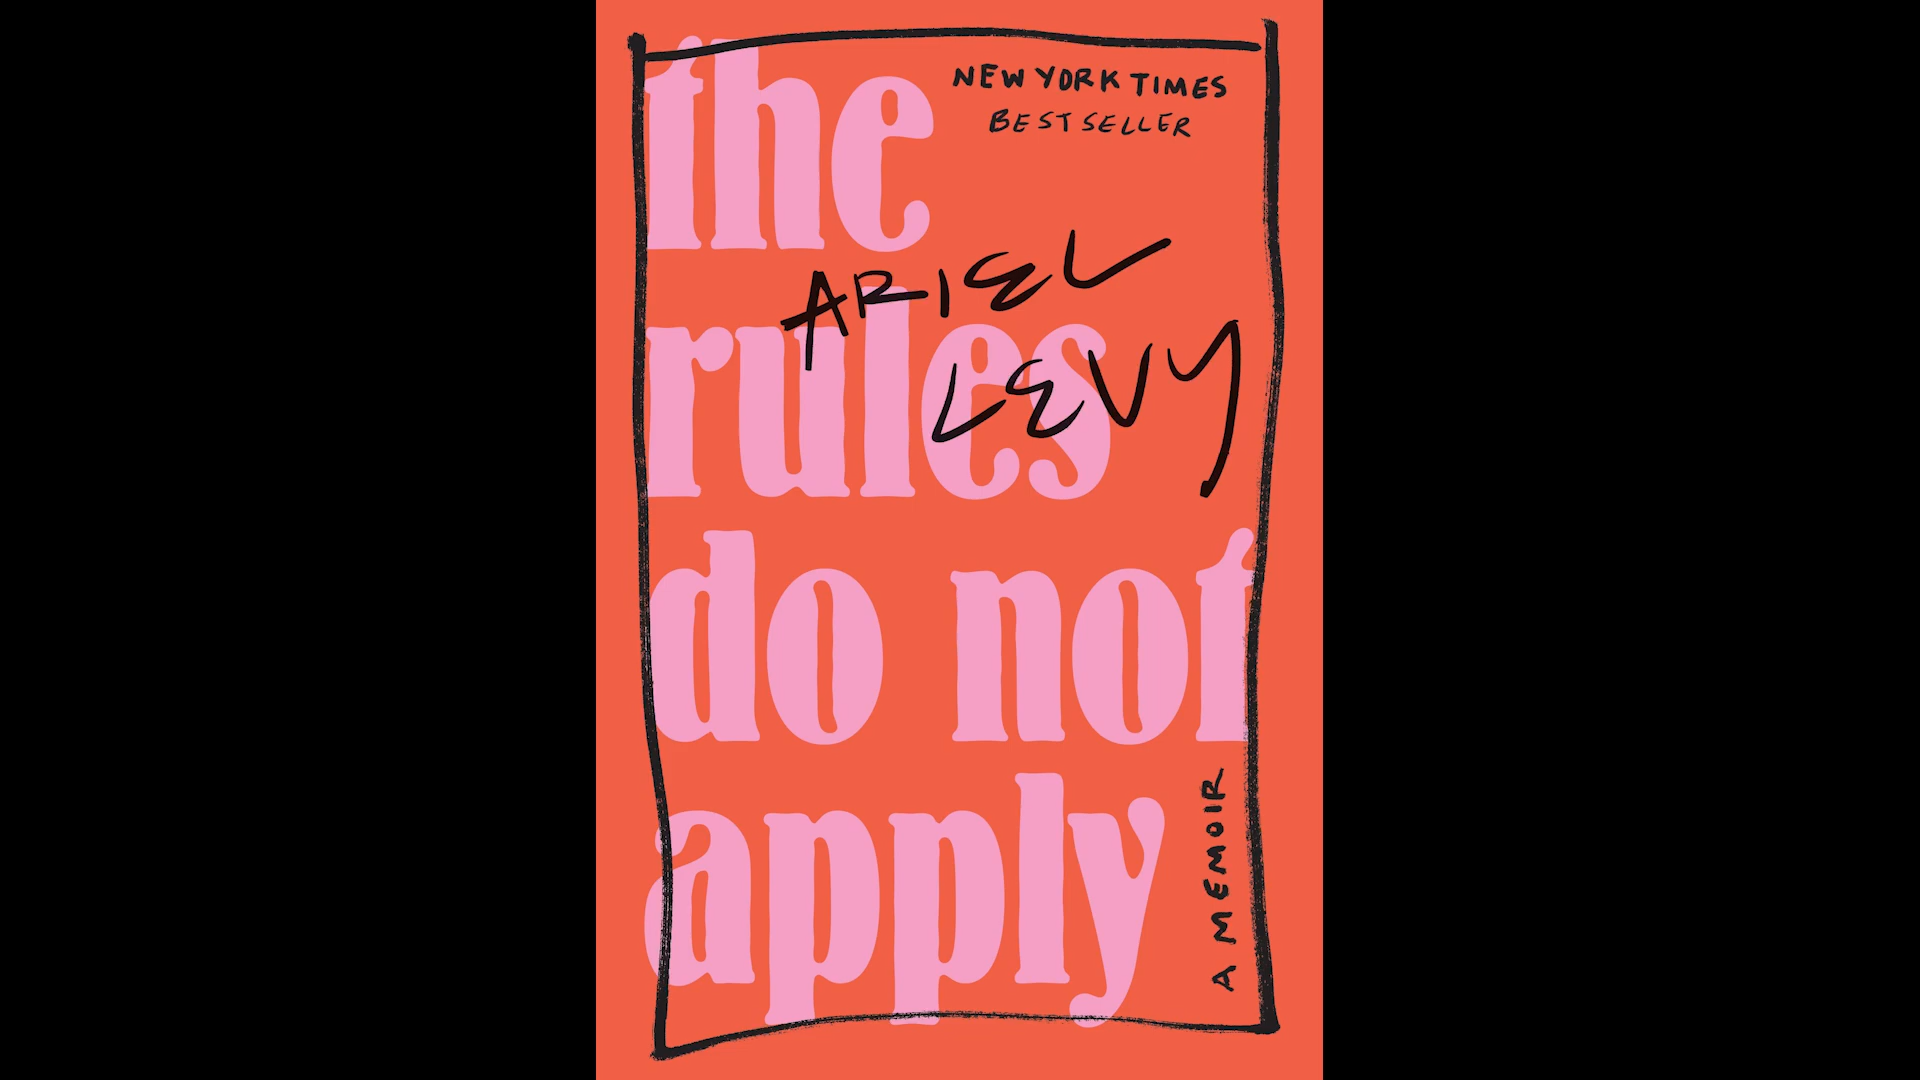 the
NEW YORK TIMES
BESTSELLER
ARIEL
rules
LEVY
do not
apply
A MEMOIR